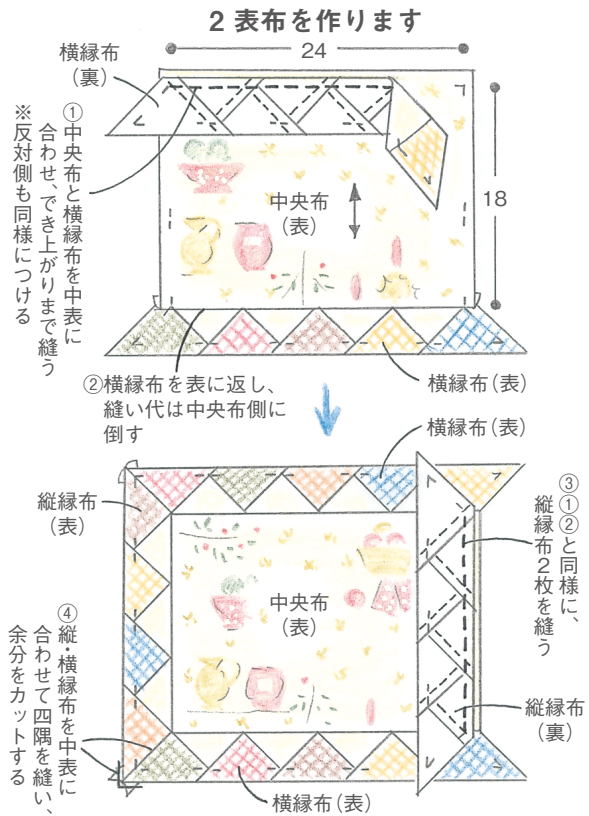 2 表布を作ります
24
横縁布
（裏）
①中央布と横縁布を中表に
合わせ、でき上がりまで縫う
※反対側も同様につける
中央布
（表）
18
横縁布（表）
②横縁布を表に返し、
縫い代は中央布側に
倒す
横縁布（表）
縦縁布
（表）
③①②と同様に、
縦縁布2枚を縫う
中央布
（表）
④縦・横縁布を中表に
合わせて四隅を縫い、
余分をカットする
縦縁布
（裏）
横縁布（表）